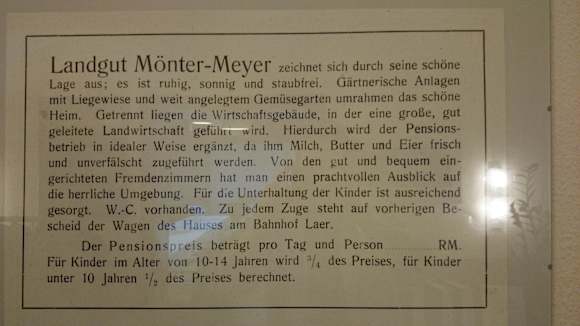 Landgut Mönter-Meyer zeichnet sich durch seine schöne
Lage aus; es ist ruhig, sonnig und staubfrei. Gärtnerische Anlagen
mit Liegewiese und weit angelegtem Gemüsegarten umrahmen das schöne
Heim. Getrennt liegen die Wirtschaftsgebäude, in der eine große, gut
geleitete Landwirtschaft geführt wird. Hierdurch wird der Pensions-
betrieb in idealer Weise ergänzt, da ihm Milch, Butter und Eier frisch
und unverfälscht zugeführt werden. Von den gut und bequem ein-
gerichteten Fremdenzimmern hat man einen prachtvollen Ausblick auf
die herrliche Umgebung. Für die Unterhaltung der Kinder ist ausreichend
gesorgt. W.-C. vorhanden. Zu jedem Zuge steht auf vorherigen Be-
scheid der Wagen des Hauses am Bahnhof Laer.
Der Pensionspreis beträgt pro Tag und Person ............ RM.
Für Kinder im Alter von 10-14 Jahren wird 3/4 des Preises, für Kinder
unter 10 Jahren 1/2 des Preises berechnet.